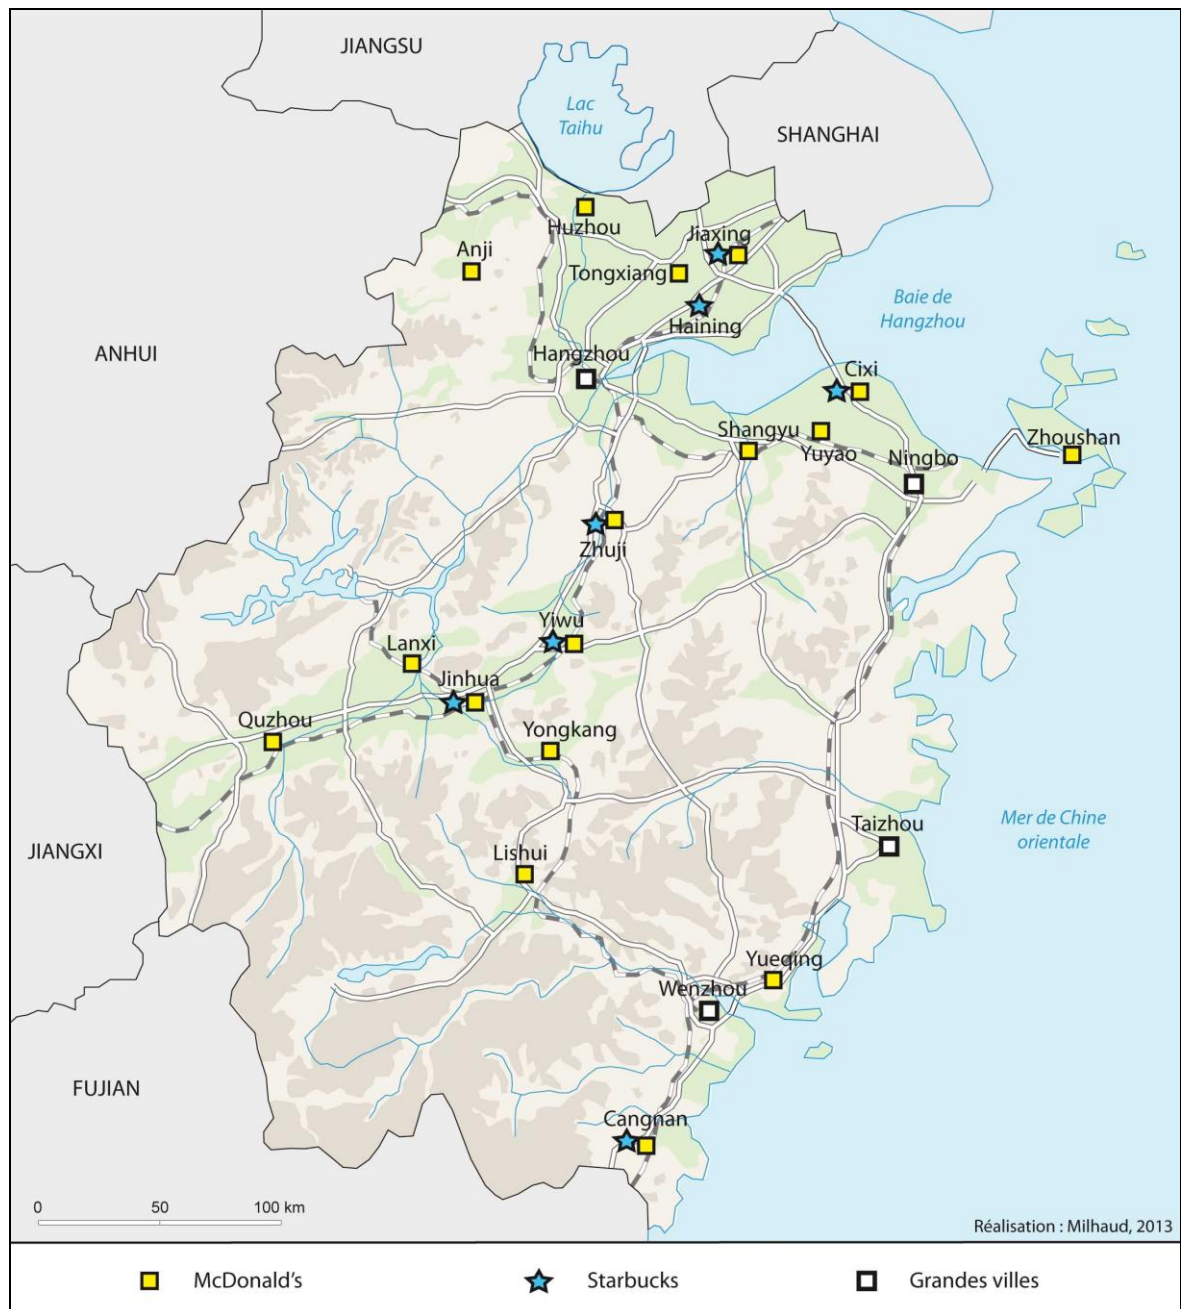 JIANGSU
Lac
Taihu
SHANGHAI
Huzhou
Jiaxing
Anji
Tongxiang
Baie de
Hangzhou
Haining
ANHUI
Hangzhou
Cixi
Shangyu
Yuyao
Ningbo
Zhoushan
Zhuji
Yiwu
Lanxi
Jinhua
Quzhou
Yongkang
Taizhou
Mer de Chine
orientale
JIANGXI
Lishui
Yueqing
Wenzhou
FUJIAN
Cangnan
0 50 100 km
Réalisation : Milhaud, 2013
McDonald's Starbucks Grandes villes